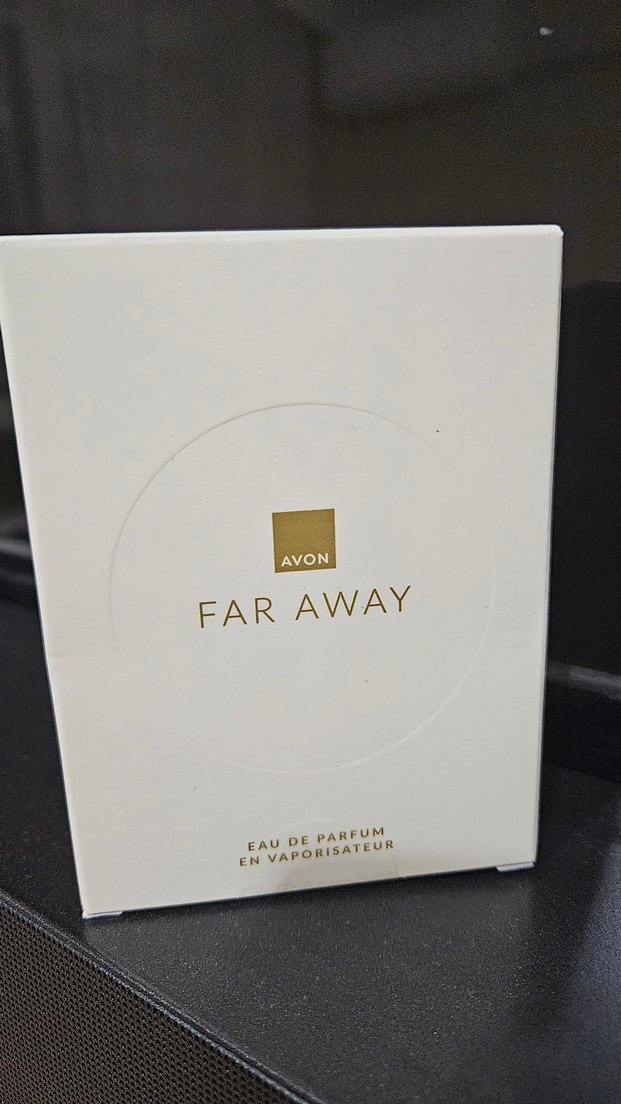 AVON
FAR AWAY
EAU DE PARFUM
EN VAPORISATEUR